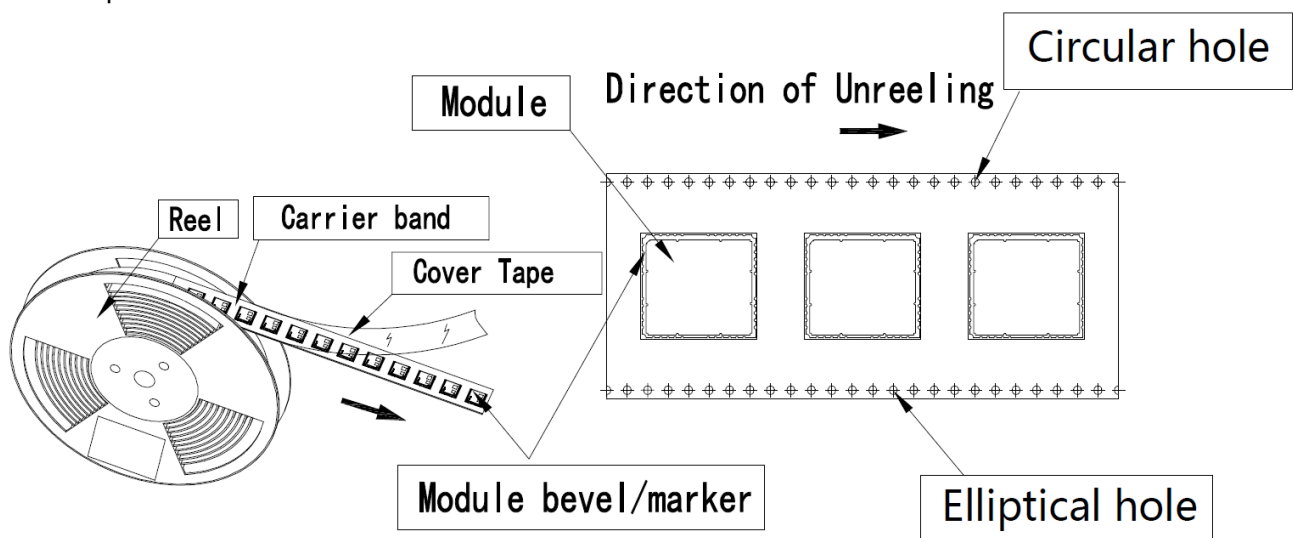 Circular hole
Direction of Unreeling
Module
Reel
Carrier band
Cover Tape
Module bevel/marker
Elliptical hole